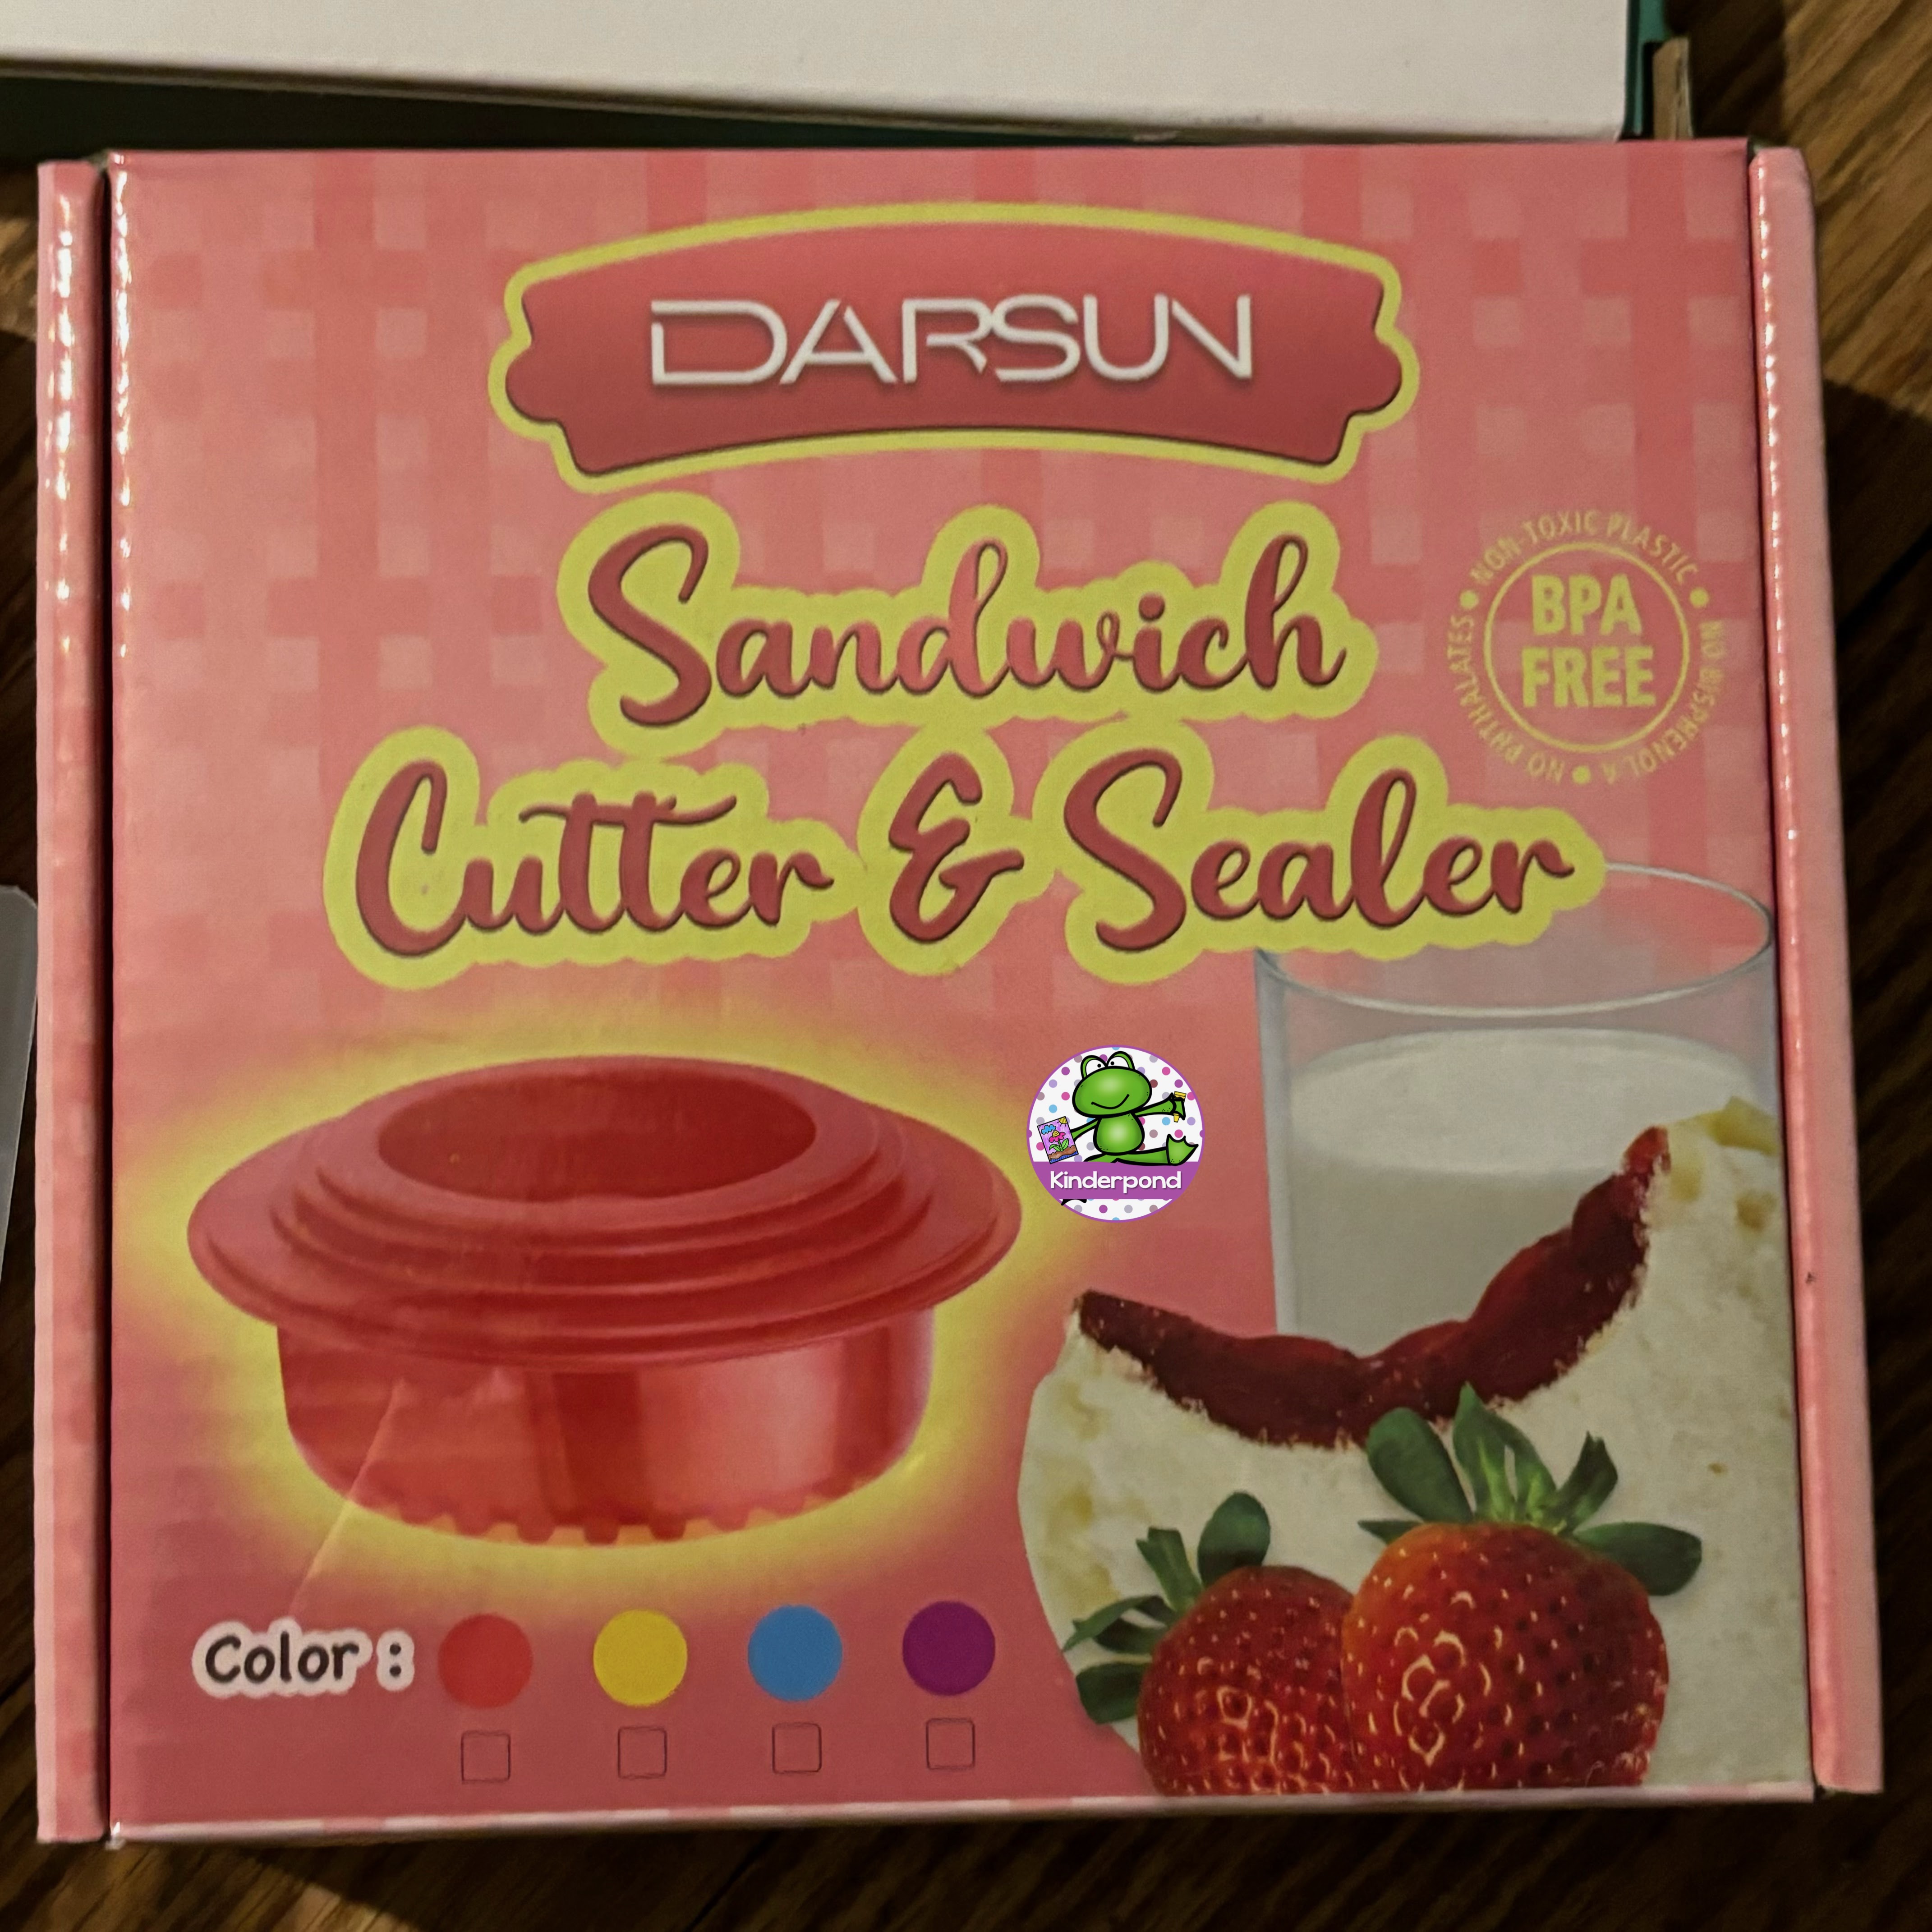 DARSUN
Sandwich
Cutter & Sealer
• NON-TOXIC PLASTIC • NO BISPHENOL A • NO PHTHALATES
BPA
FREE
Kinderpond
Color :